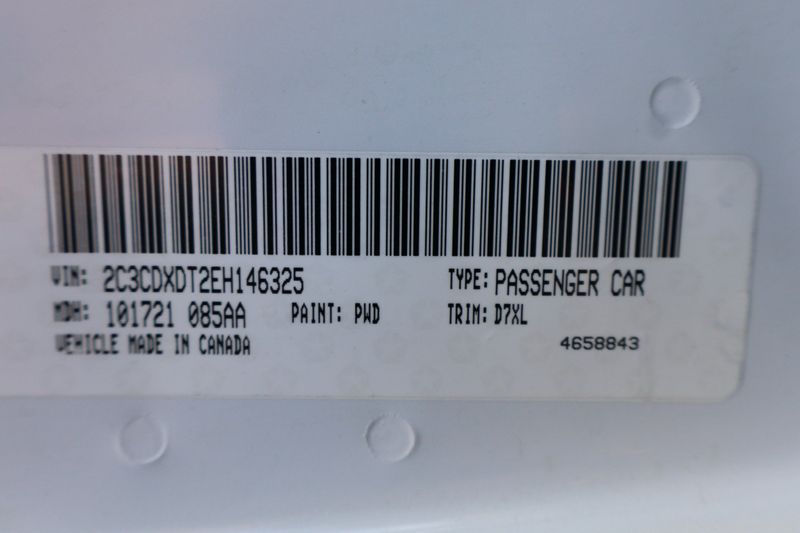 VIN: 2C3CDXDT2EH146325 TYPE: PASSENGER CAR
MDH: 101721 085AA PAINT: PWD TRIM: D7XL
VEHICLE MADE IN CANADA 4658843